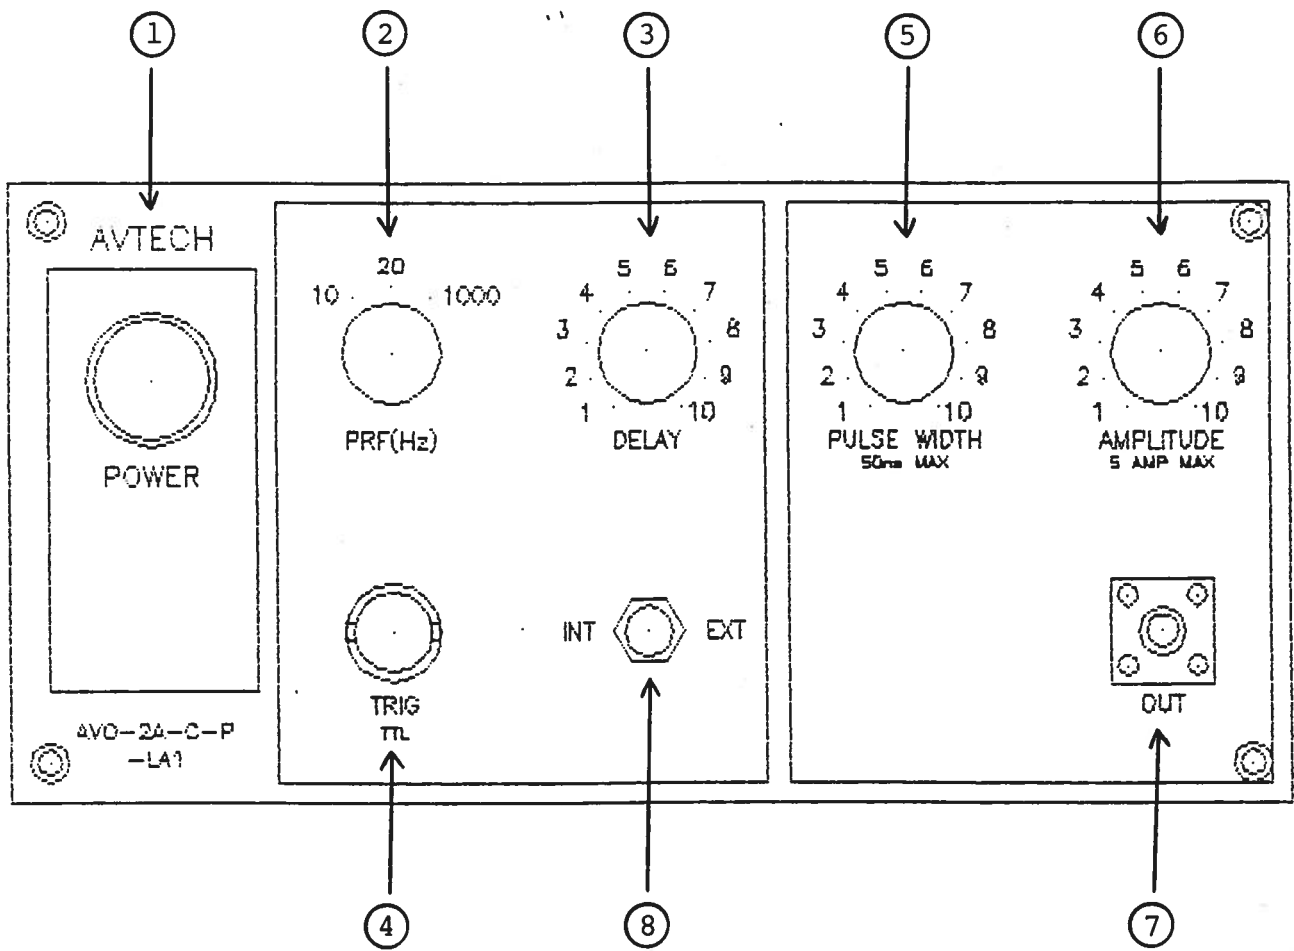 1 2 3 5 6
AVTECH
POWER
AVO-2A-C-P
-LA1
10 20 1000
PRF(Hz)
1 2 3 4 5 6 7 8 9 10
DELAY
TRIG
TTL
INT EXT
1 2 3 4 5 6 7 8 9 10
PULSE WIDTH
50ns MAX
1 2 3 4 5 6 7 8 9 10
AMPLITUDE
5 AMP MAX
OUT
4 8 7